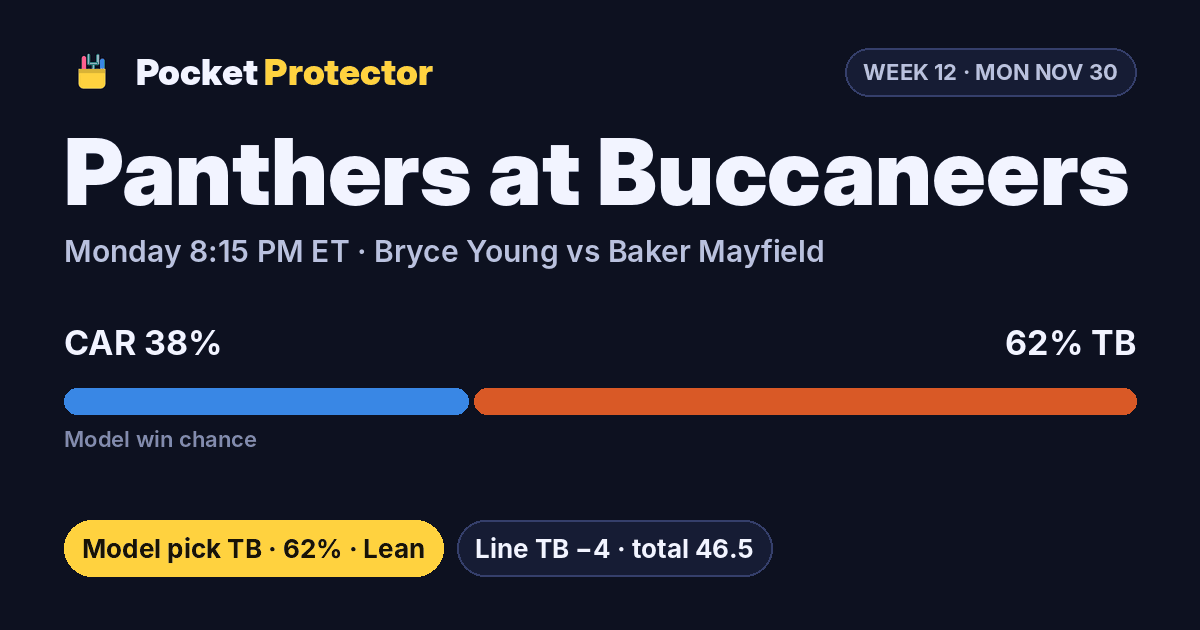 Pocket Protector
WEEK 12 · MON NOV 30
Panthers at Buccaneers
Monday 8:15 PM ET · Bryce Young vs Baker Mayfield
CAR 38%
62% TB
Model win chance
Model pick TB · 62% · Lean
Line TB −4 · total 46.5